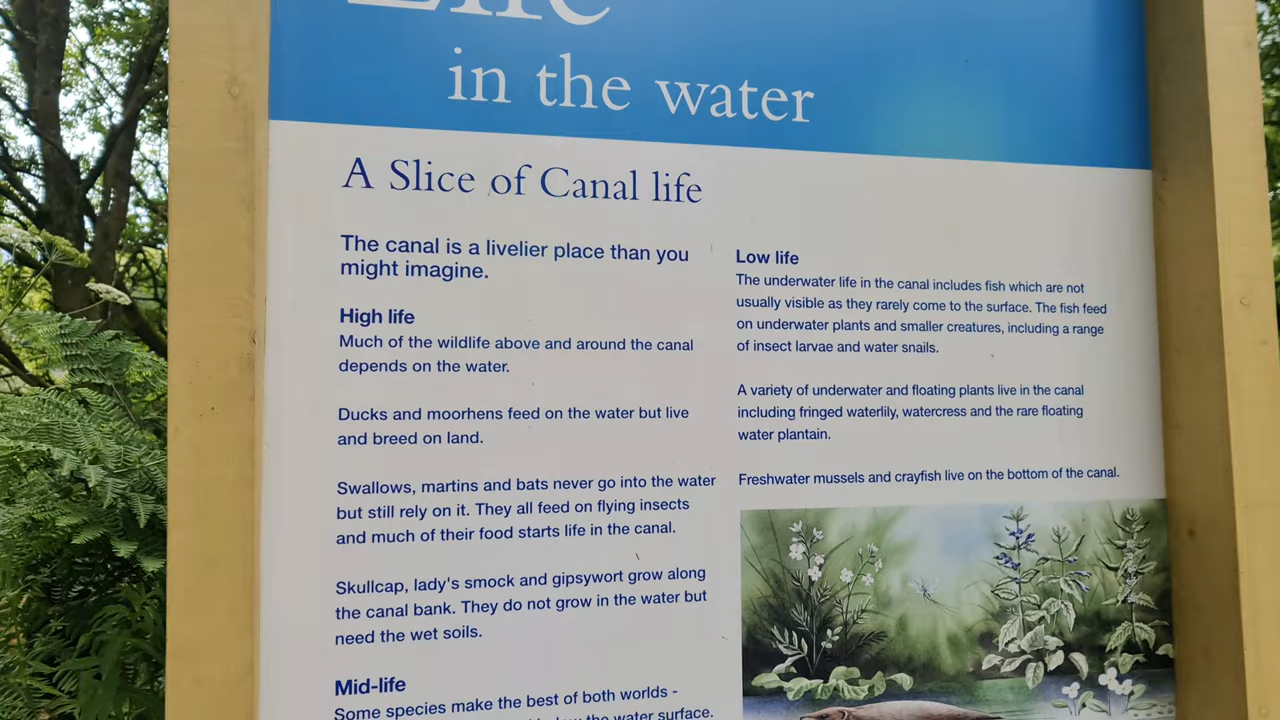 Life
in the water
A Slice of Canal life
The canal is a livelier place than you
might imagine.
High life
Much of the wildlife above and around the canal
depends on the water.
Ducks and moorhens feed on the water but live
and breed on land.
Swallows, martins and bats never go into the water
but still rely on it. They all feed on flying insects
and much of their food starts life in the canal.
Skullcap, lady's smock and gipsywort grow along
the canal bank. They do not grow in the water but
need the wet soils.
Mid-life
Some species make the best of both worlds -
the water surface.
Low life
The underwater life in the canal includes fish which are not
usually visible as they rarely come to the surface. The fish feed
on underwater plants and smaller creatures, including a range
of insect larvae and water snails.
A variety of underwater and floating plants live in the canal
including fringed waterlily, watercress and the rare floating
water plantain.
Freshwater mussels and crayfish live on the bottom of the canal.